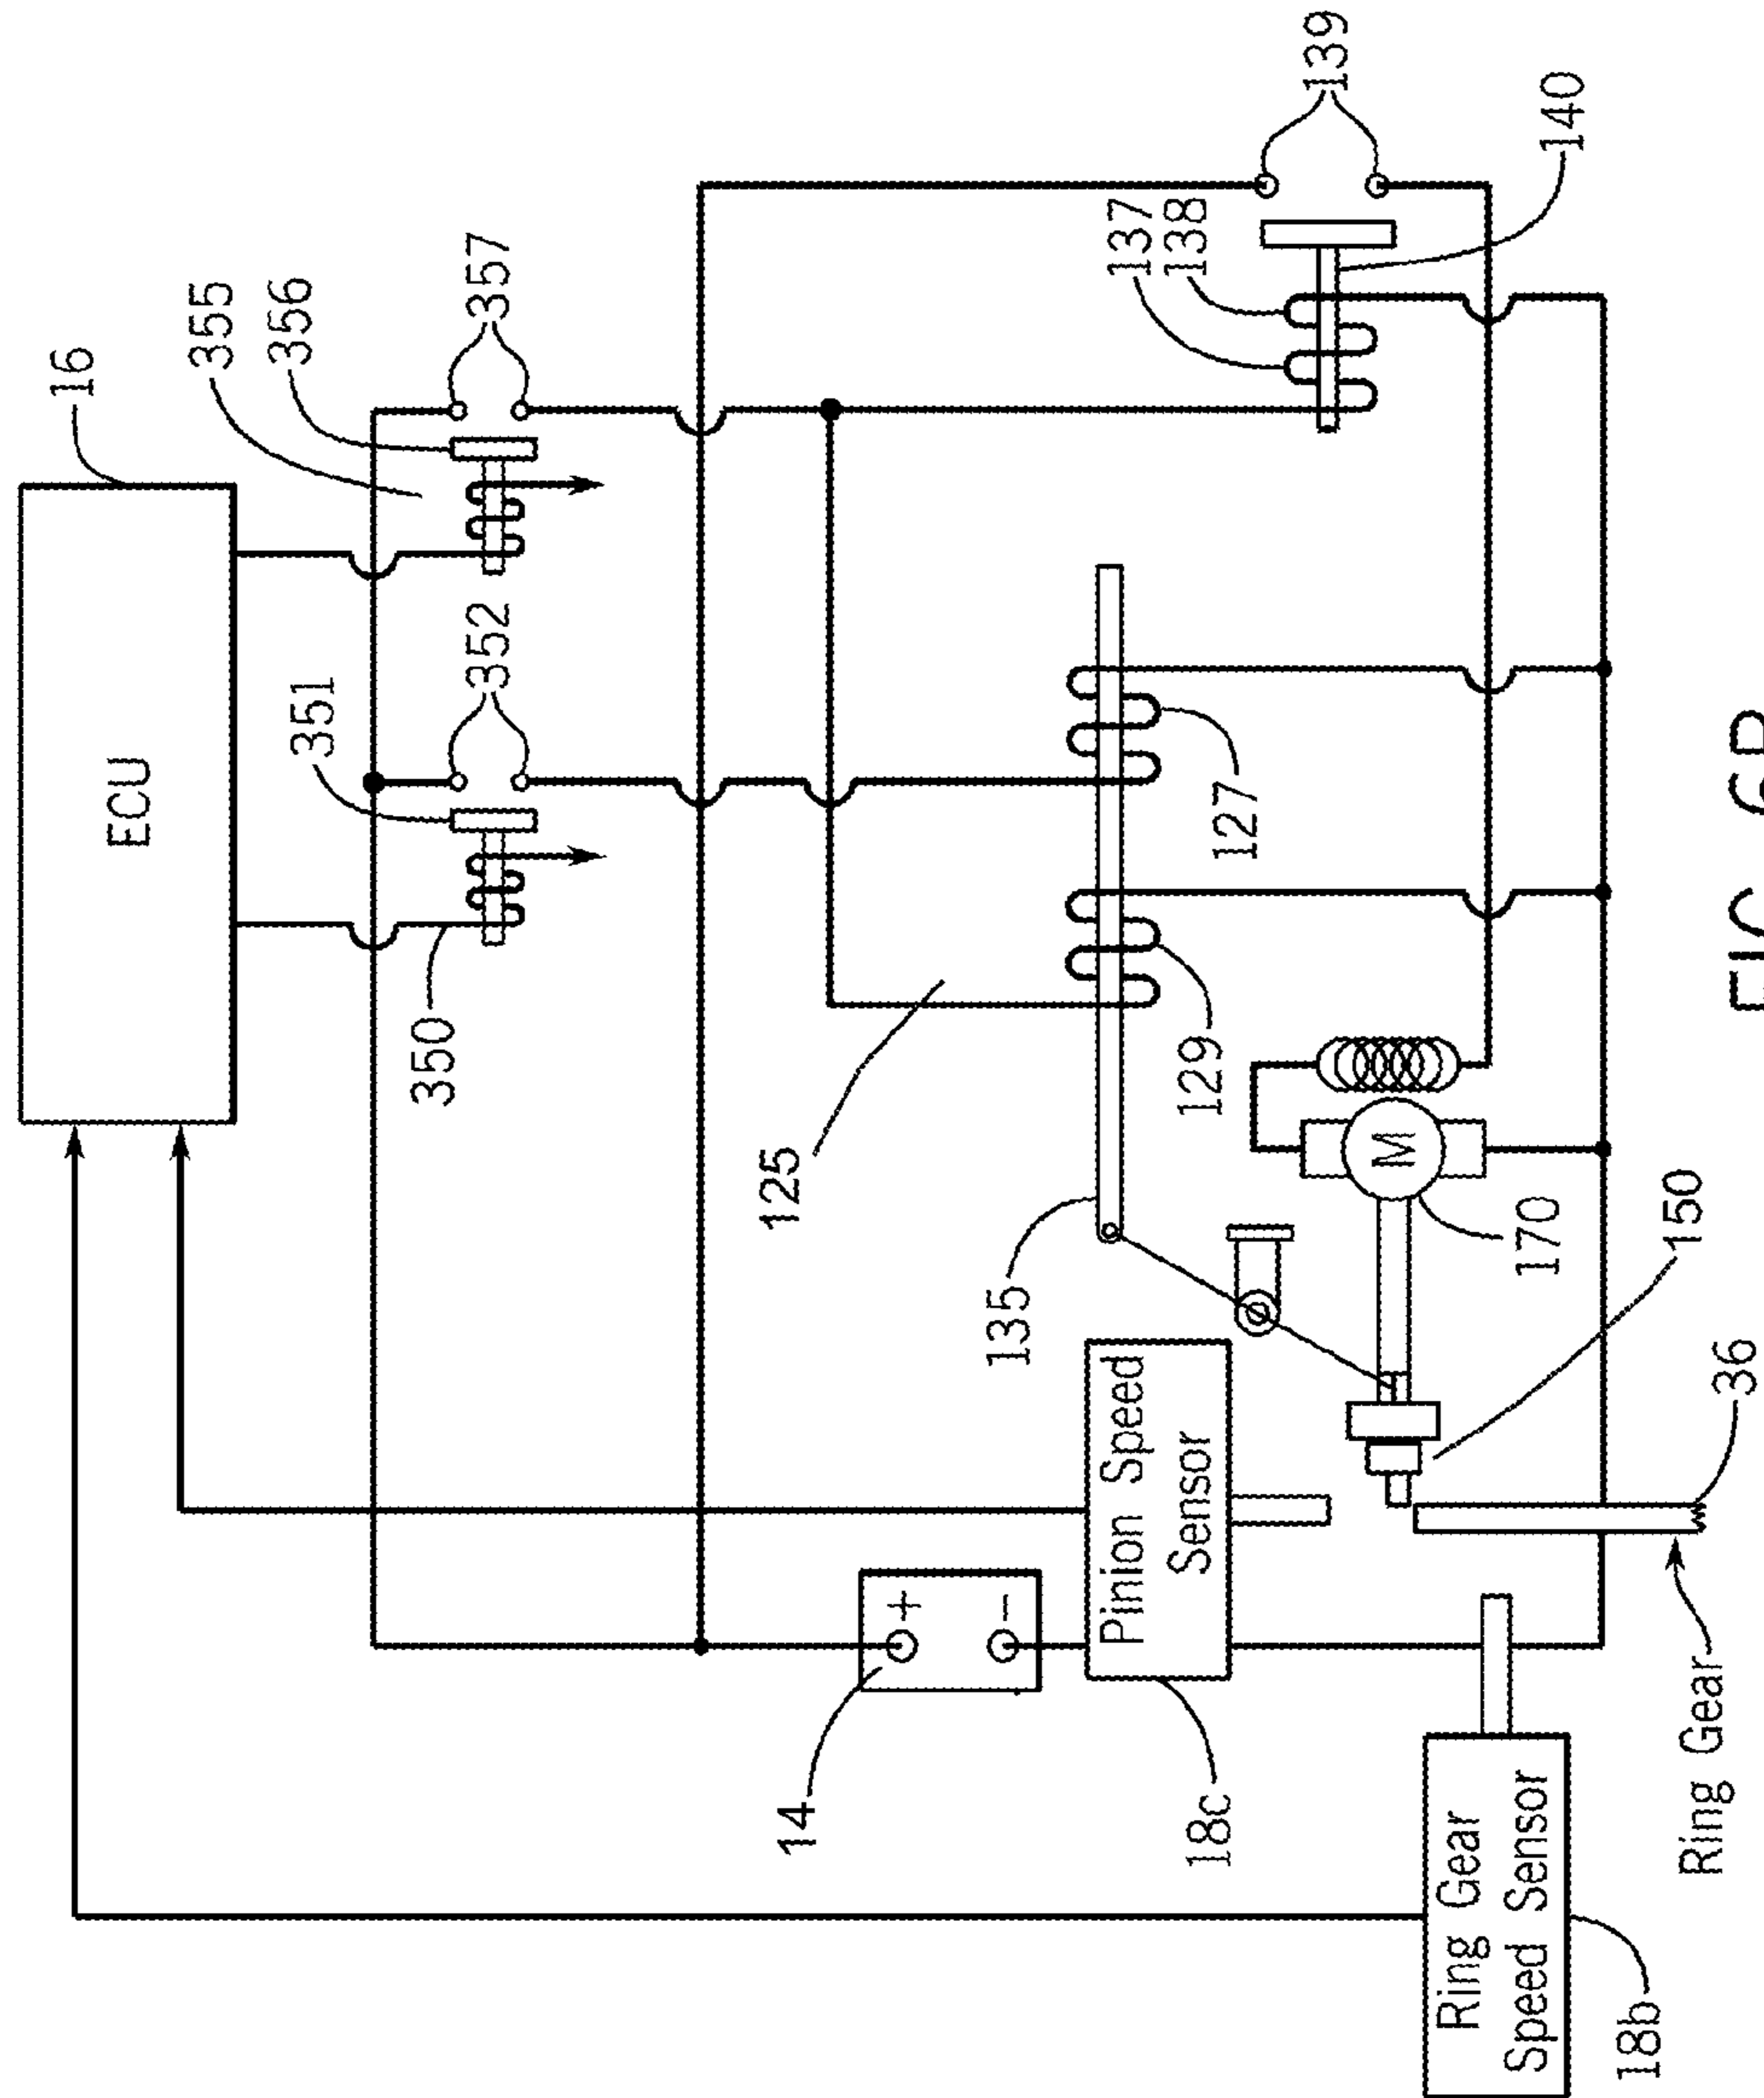 16
ECU
355
356
357
351
352
350
139
140
137
138
125
127
129
135
Pinion Speed
Sensor
14
+
−
18c
M
170
150
36
Ring Gear
Ring Gear
Speed Sensor
18b